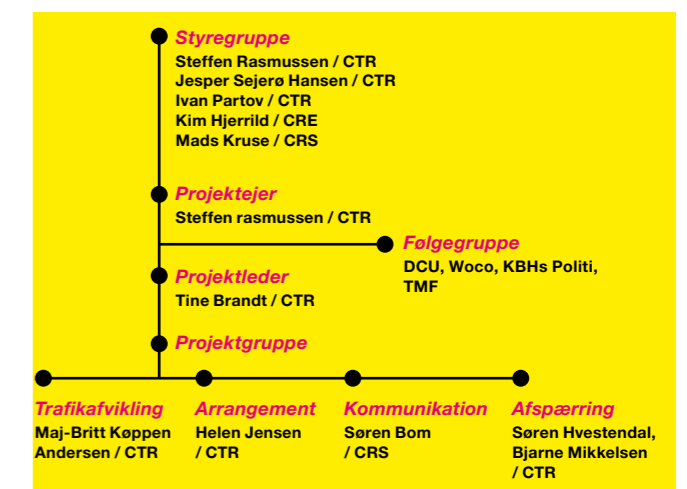 Styregruppe
Steffen Rasmussen / CTR
Jesper Sejerø Hansen / CTR
Ivan Partov / CTR
Kim Hjerrild / CRE
Mads Kruse / CRS
Projektejer
Steffen rasmussen / CTR
Følgegruppe
DCU, Woco, KBHs Politi,
TMF
Projektleder
Tine Brandt / CTR
Projektgruppe
Trafikafvikling
Maj-Britt Køppen
Andersen / CTR
Arrangement
Helen Jensen
/ CTR
Kommunikation
Søren Bom
/ CRS
Afspærring
Søren Hvestendal,
Bjarne Mikkelsen
/ CTR